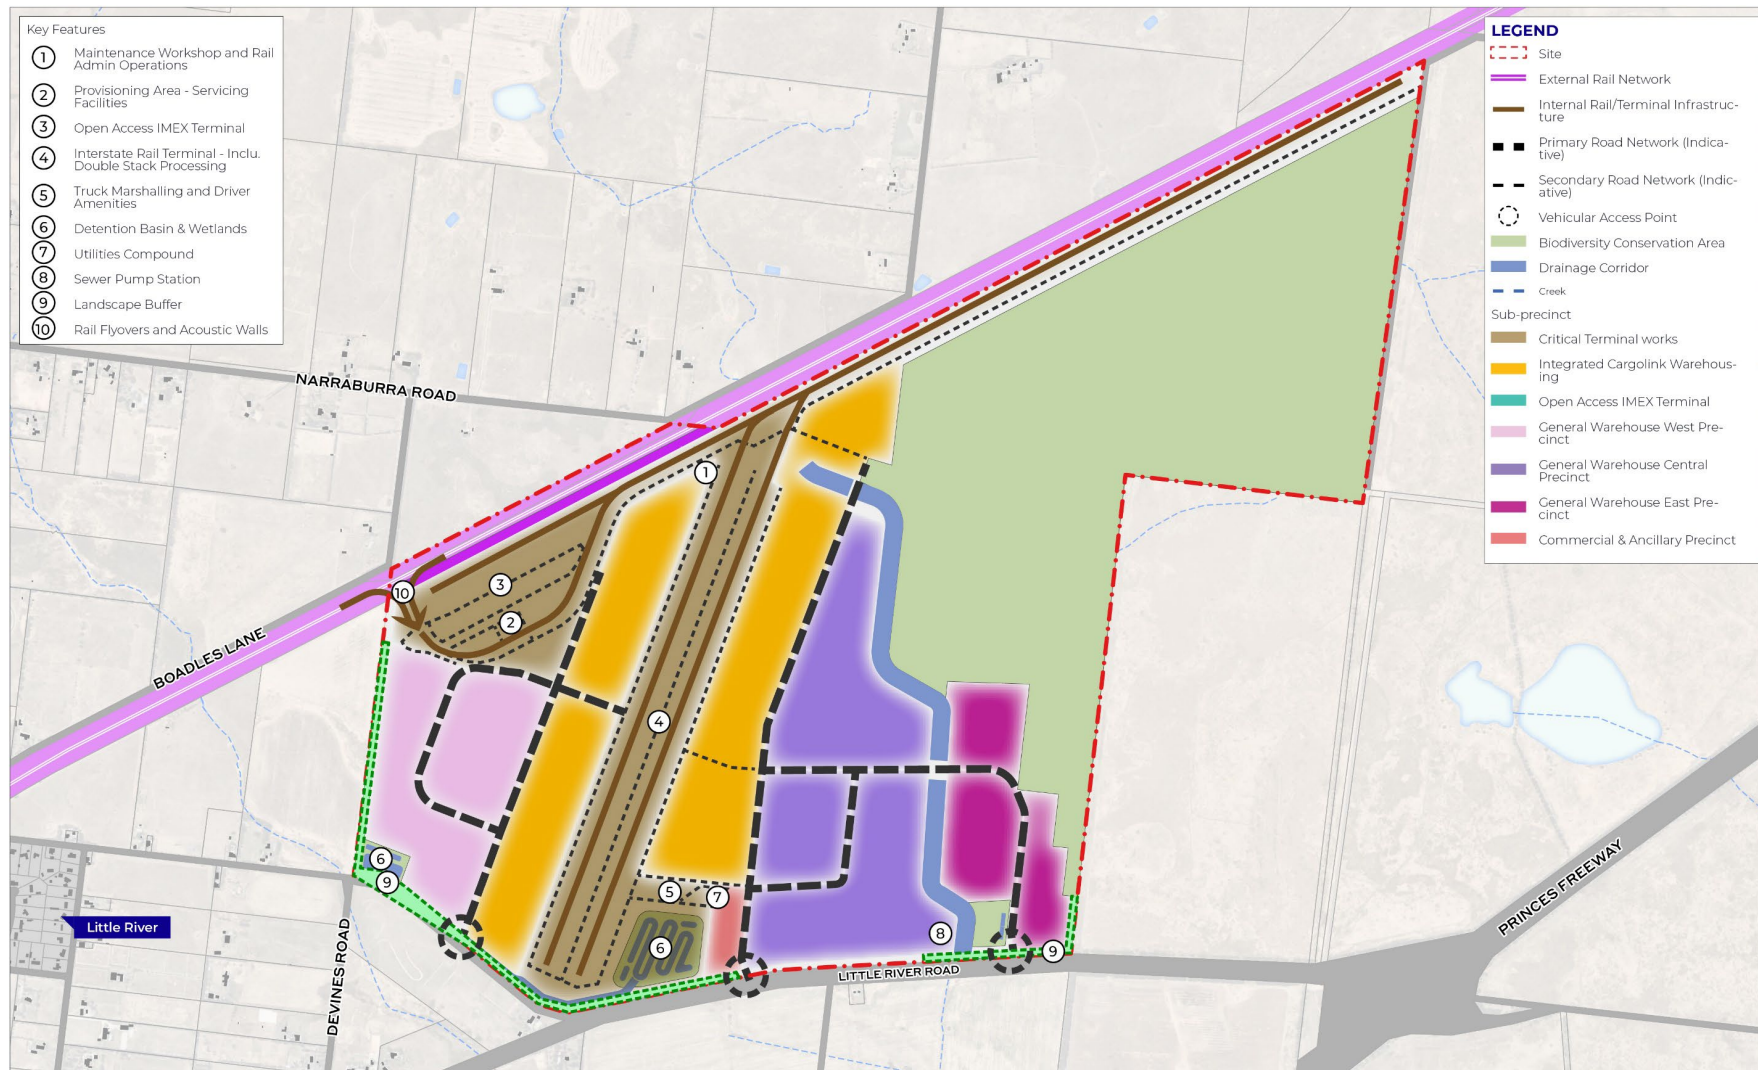 Key Features
1
Maintenance Workshop and Rail
Admin Operations
2
Provisioning Area - Servicing
Facilities
3
Open Access IMEX Terminal
4
Interstate Rail Terminal - Inclu.
Double Stack Processing
5
Truck Marshalling and Driver
Amenities
6
Detention Basin & Wetlands
7
Utilities Compound
8
Sewer Pump Station
9
Landscape Buffer
10
Rail Flyovers and Acoustic Walls
LEGEND
Site
External Rail Network
Internal Rail/Terminal Infrastruc-
ture
Primary Road Network (Indica-
tive)
Secondary Road Network (Indic-
ative)
Vehicular Access Point
Biodiversity Conservation Area
Drainage Corridor
Creek
Sub-precinct
Critical Terminal works
Integrated Cargolink Warehous-
ing
Open Access IMEX Terminal
General Warehouse West Pre-
cinct
General Warehouse Central
Precinct
General Warehouse East Pre-
cinct
Commercial & Ancillary Precinct
NARRABURRA ROAD
1
3
10
2
BOADLES LANE
4
6
9
5
7
PRINCES FREEWAY
Little River
DEVINES ROAD
6
8
9
LITTLE RIVER ROAD